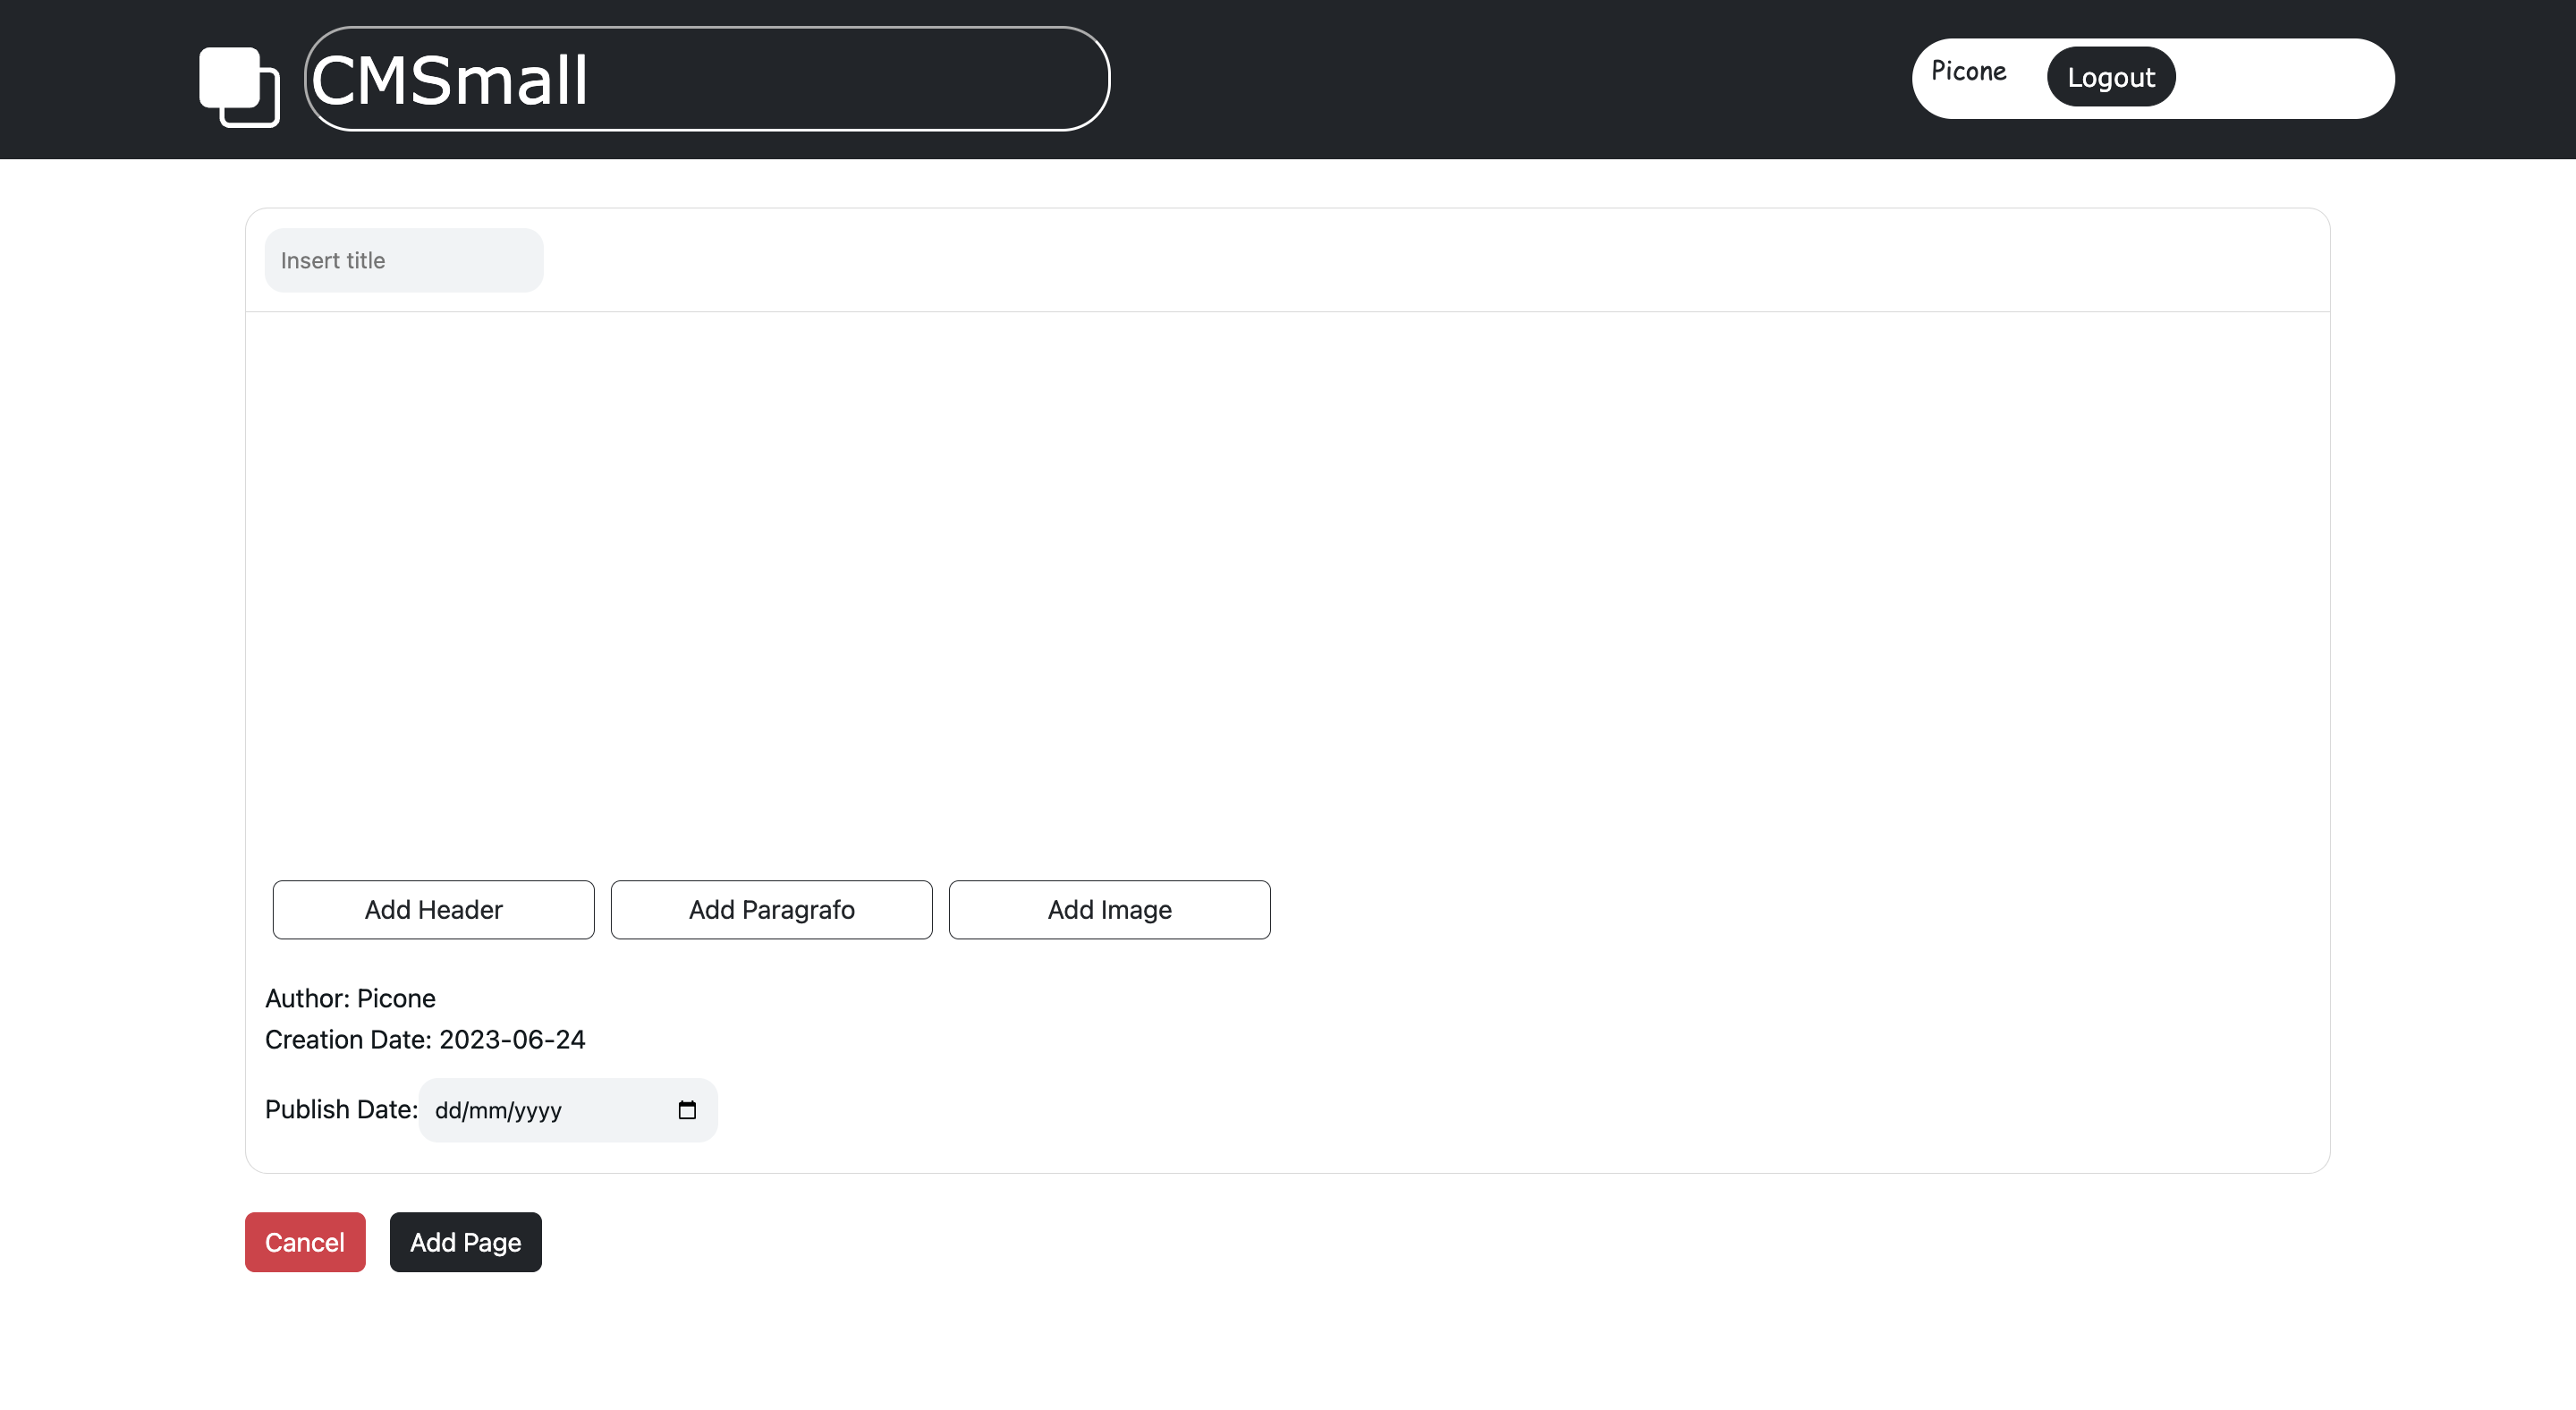 CMSmall
Picone
Logout
Insert title
Add Header
Add Paragrafo
Add Image
Author: Picone
Creation Date: 2023-06-24
Publish Date: dd/mm/yyyy
Cancel
Add Page